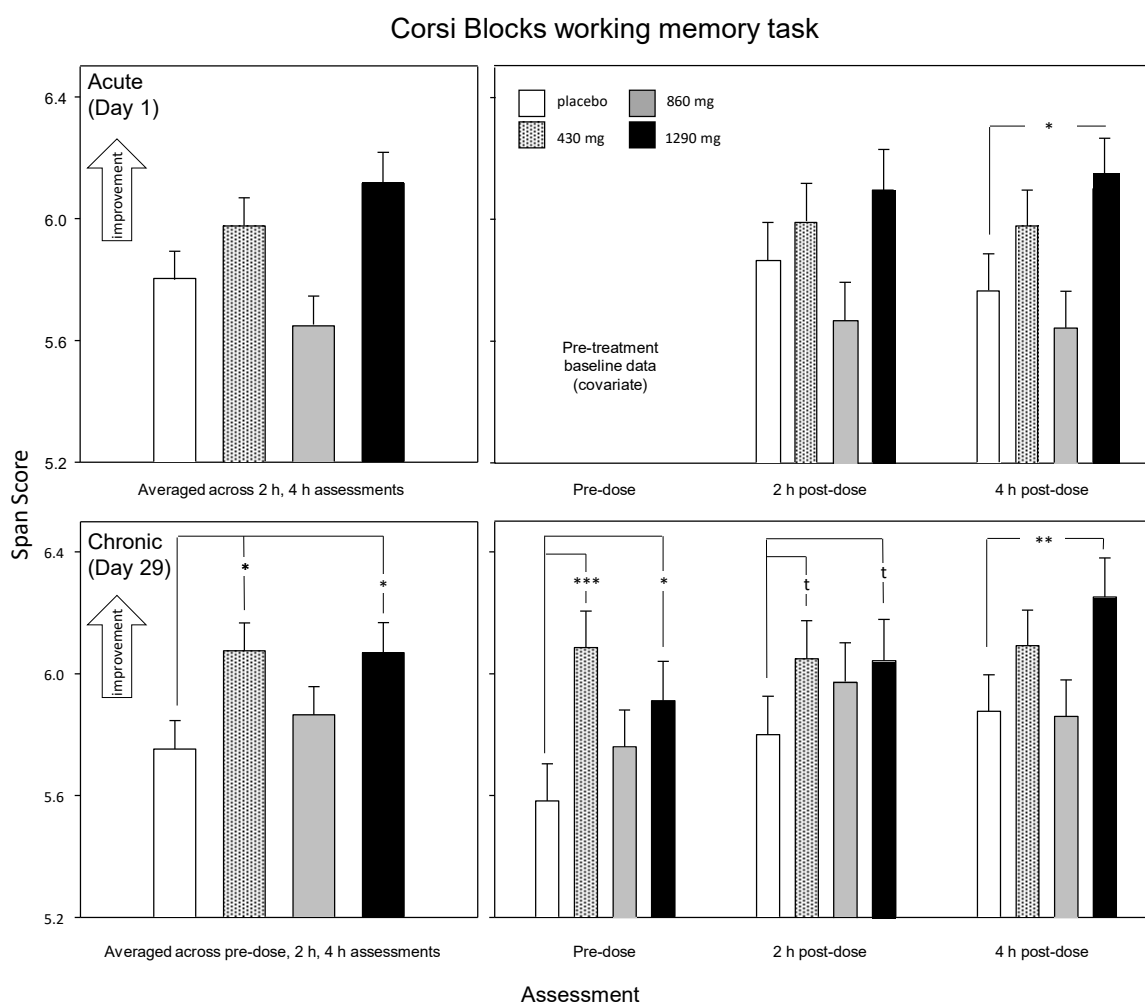 Corsi Blocks working memory task
Acute
(Day 1)
improvement
6.4
6.0
5.6
5.2
Averaged across 2 h, 4 h assessments
placebo
430 mg
860 mg
1290 mg
*
Pre-treatment
baseline data
(covariate)
Pre-dose
2 h post-dose
4 h post-dose
Span Score
Chronic
(Day 29)
improvement
6.4
6.0
5.6
5.2
*
*
Averaged across pre-dose, 2 h, 4 h assessments
***
*
t
t
**
Pre-dose
2 h post-dose
4 h post-dose
Assessment